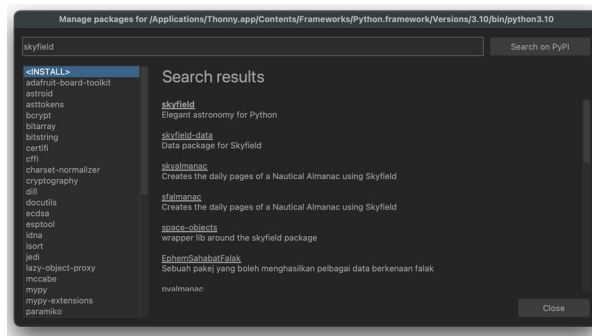 Manage packages for /Applications/Thonny.app/Contents/Frameworks/Python.framework/Versions/3.10/bin/python3.10
skyfield
Search on PyPI
<INSTALL>
adafruit-board-toolkit
astroid
asttokens
bcrypt
bitarray
bitstring
certifi
cffi
charset-normalizer
cryptography
dill
docutils
ecdsa
esptool
idna
isort
jedi
lazy-object-proxy
mccabe
mypy
mypy-extensions
paramiko
Search results
skyfield
Elegant astronomy for Python
skyfield-data
Data package for Skyfield
skyalmanac
Creates the daily pages of a Nautical Almanac using Skyfield
sfalmanac
Creates the daily pages of a Nautical Almanac using Skyfield
space-objects
wrapper lib around the skyfield package
EphemSahabatFalak
Sebuah pakej yang boleh menghasilkan pelbagai data berkenaan falak
pyalmanac
Close